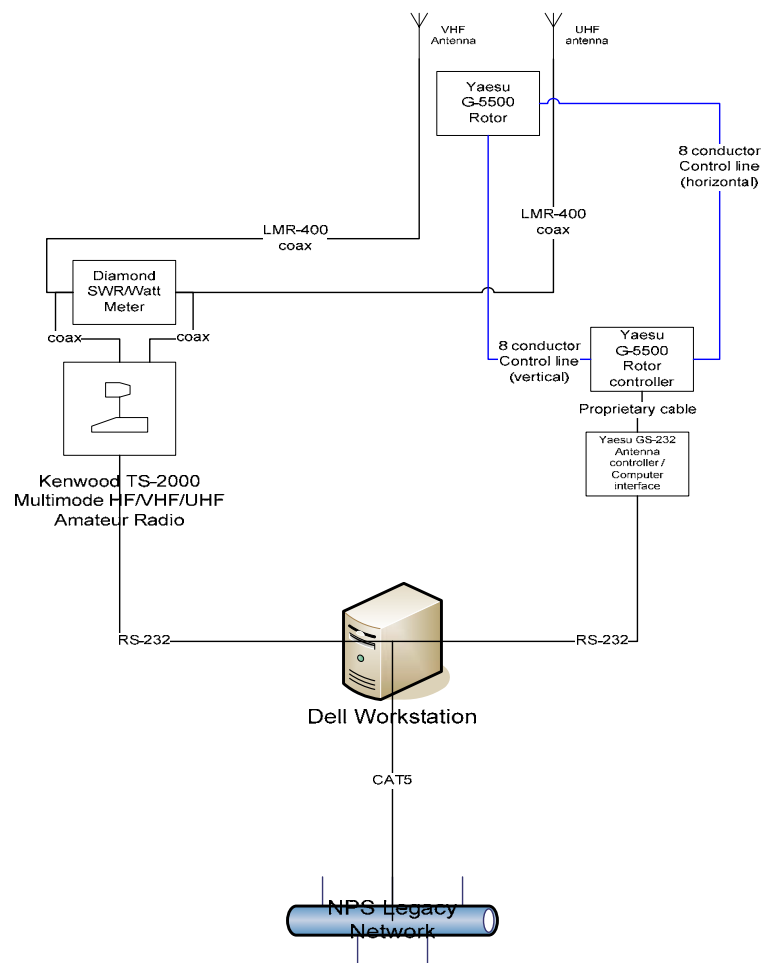 VHF
Antenna
UHF
antenna
Yaesu
G-5500
Rotor
8 conductor
Control line
(horizontal)
LMR-400
coax
LMR-400
coax
Diamond
SWR/Watt
Meter
coax
coax
8 conductor
Control line
(vertical)
Yaesu
G-5500
Rotor
controller
Proprietary cable
Yaesu GS-232
Antenna
controller /
Computer
interface
Kenwood TS-2000
Multimode HF/VHF/UHF
Amateur Radio
RS-232
RS-232
Dell Workstation
CAT5
NPS Legacy
Network